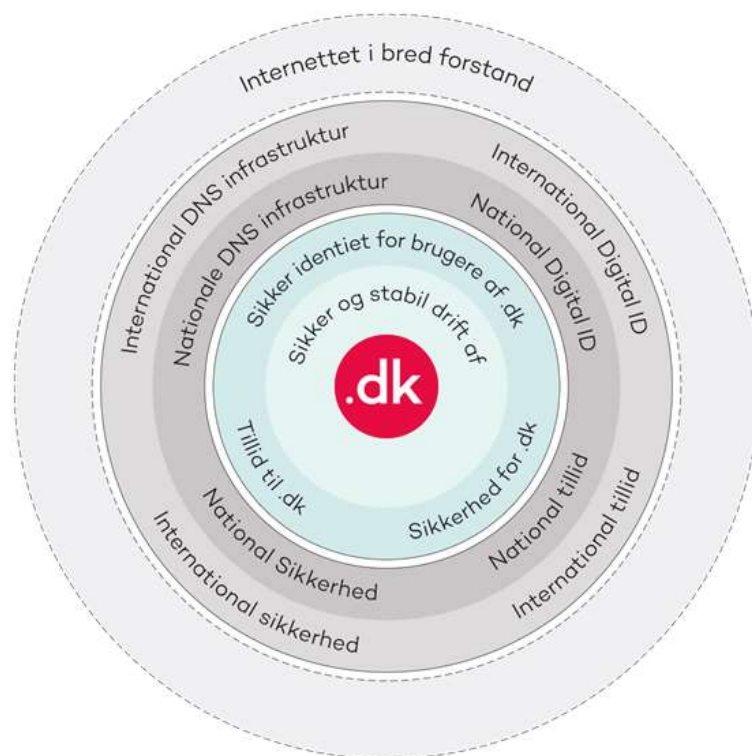 Internettet i bred forstand
International DNS infrastruktur
International Digital ID
Nationale DNS infrastruktur
National Digital ID
Sikker identiet for brugere af .dk
Sikker og stabil drift af
.dk
Tillid til .dk
Sikkerhed for .dk
National Sikkerhed
National tillid
International sikkerhed
International tillid